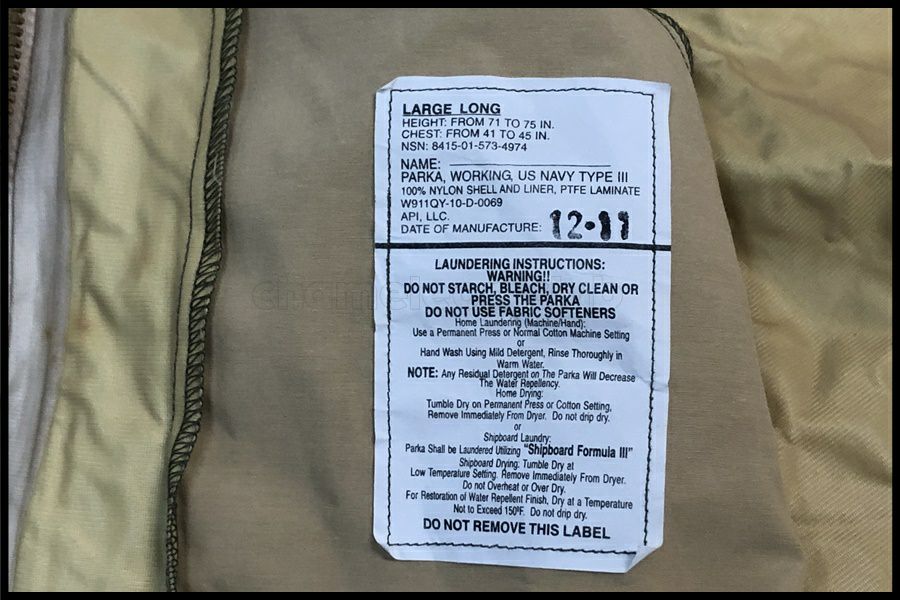 LARGE LONG
HEIGHT: FROM 71 TO 75 IN.
CHEST: FROM 41 TO 45 IN.
NSN: 8415-01-573-4974
NAME:
PARKA, WORKING, US NAVY TYPE III
100% NYLON SHELL AND LINER, PTFE LAMINATE
W911QY-10-D-0069
API, LLC.
DATE OF MANUFACTURE: 12-11
LAUNDERING INSTRUCTIONS:
WARNING!!
DO NOT STARCH, BLEACH, DRY CLEAN OR
PRESS THE PARKA
DO NOT USE FABRIC SOFTENERS
Home Laundering (Machine/Hand):
Use a Permanent Press or Normal Cotton Machine Setting
or
Hand Wash Using Mild Detergent, Rinse Thoroughly in
Warm Water.
NOTE: Any Residual Detergent on The Parka Will Decrease
The Water Repellency.
Home Drying:
Tumble Dry on Permanent Press or Cotton Setting,
Remove Immediately From Dryer. Do not drip dry.
or
Shipboard Laundry:
Parka Shall be Laundered Utilizing "Shipboard Formula III"
Shipboard Drying: Tumble Dry at
Low Temperature Setting. Remove Immediately From Dryer.
Do not Overheat or Over Dry.
For Restoration of Water Repellent Finish, Dry at a Temperature
Not to Exceed 150ºF. Do not drip dry.
DO NOT REMOVE THIS LABEL